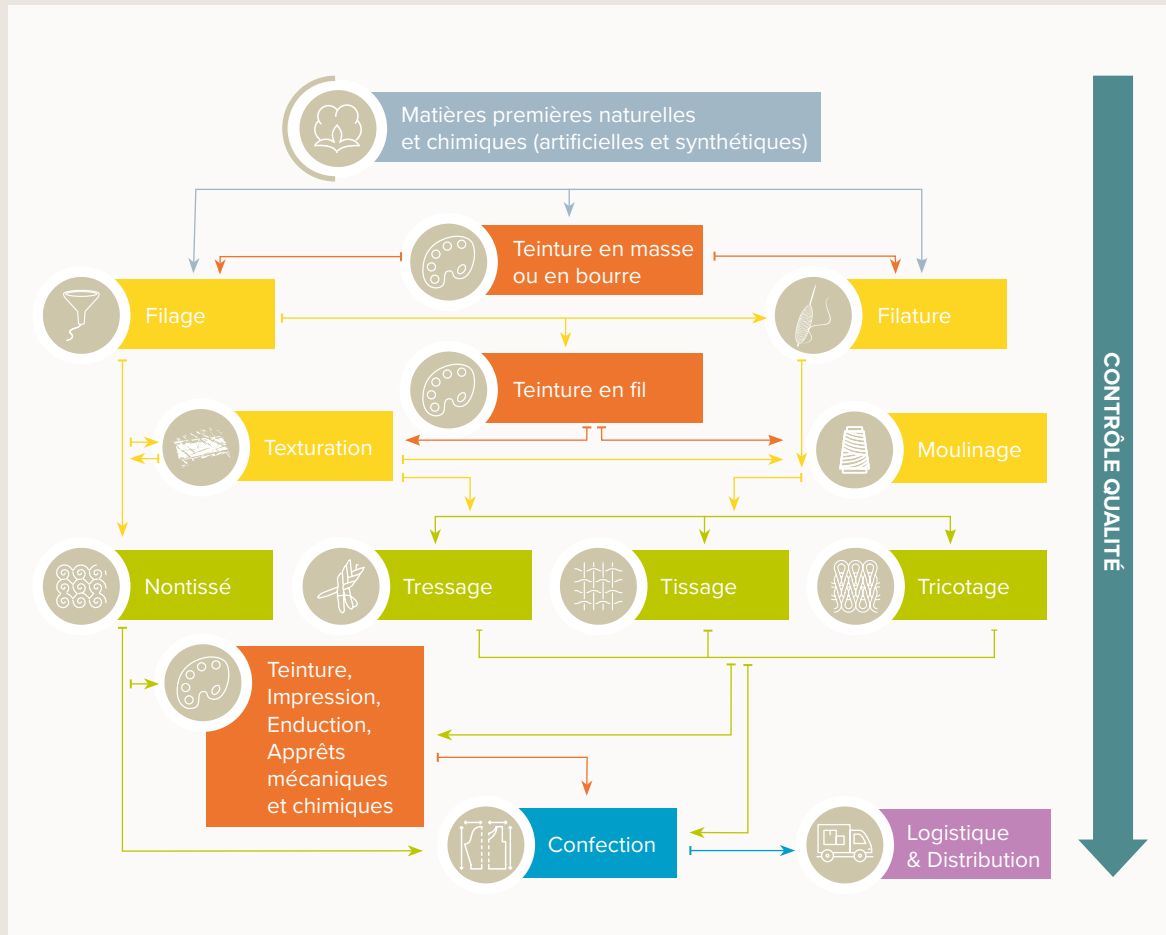 Matières premières naturelles
et chimiques (artificielles et synthétiques)
Teinture en masse
ou en bourre
Filage
Filature
Teinture en fil
Texturation
Moulinage
Nontissé
Tressage
Tissage
Tricotage
Teinture,
Impression,
Enduction,
Apprêts
mécaniques
et chimiques
Confection
Logistique
& Distribution
CONTRÔLE QUALITÉ